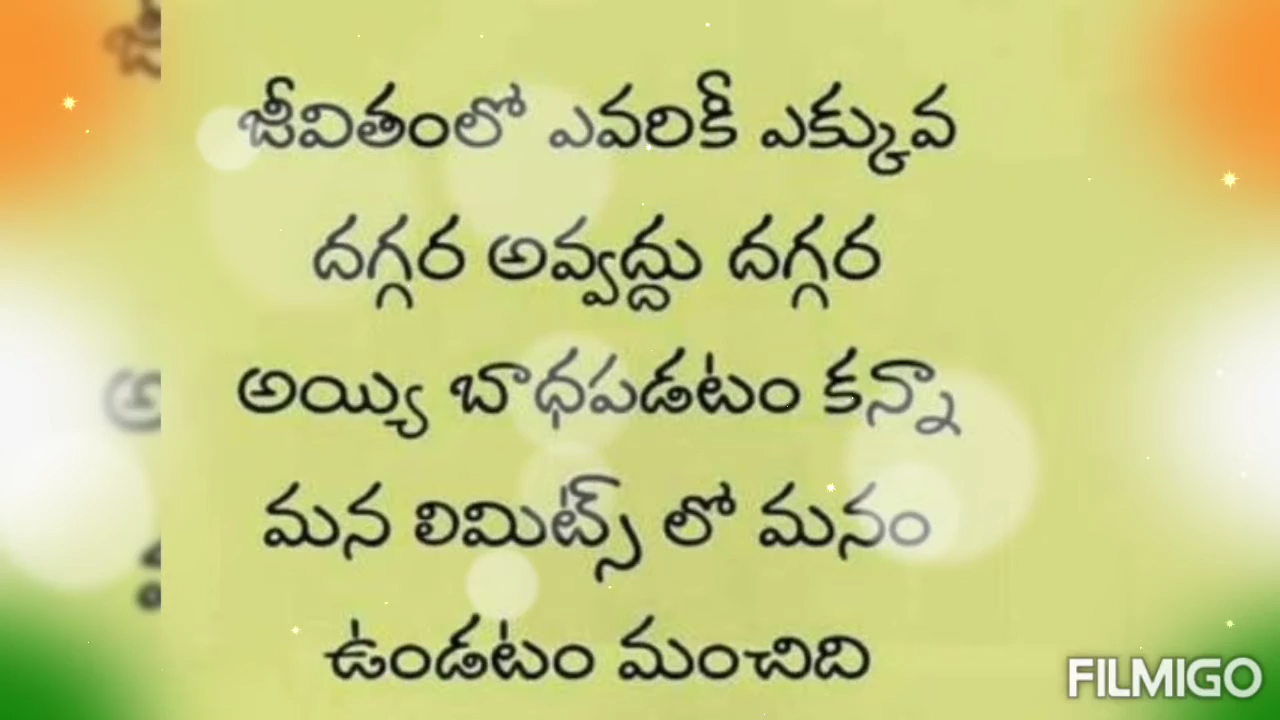 జీవితంలో ఎవరికీ ఎక్కువ
దగ్గర అవ్వద్దు దగ్గర
అయ్యి బాధపడటం కన్నా
మన లిమిట్స్ లో మనం
ఉండటం మంచిది
FILMIGO